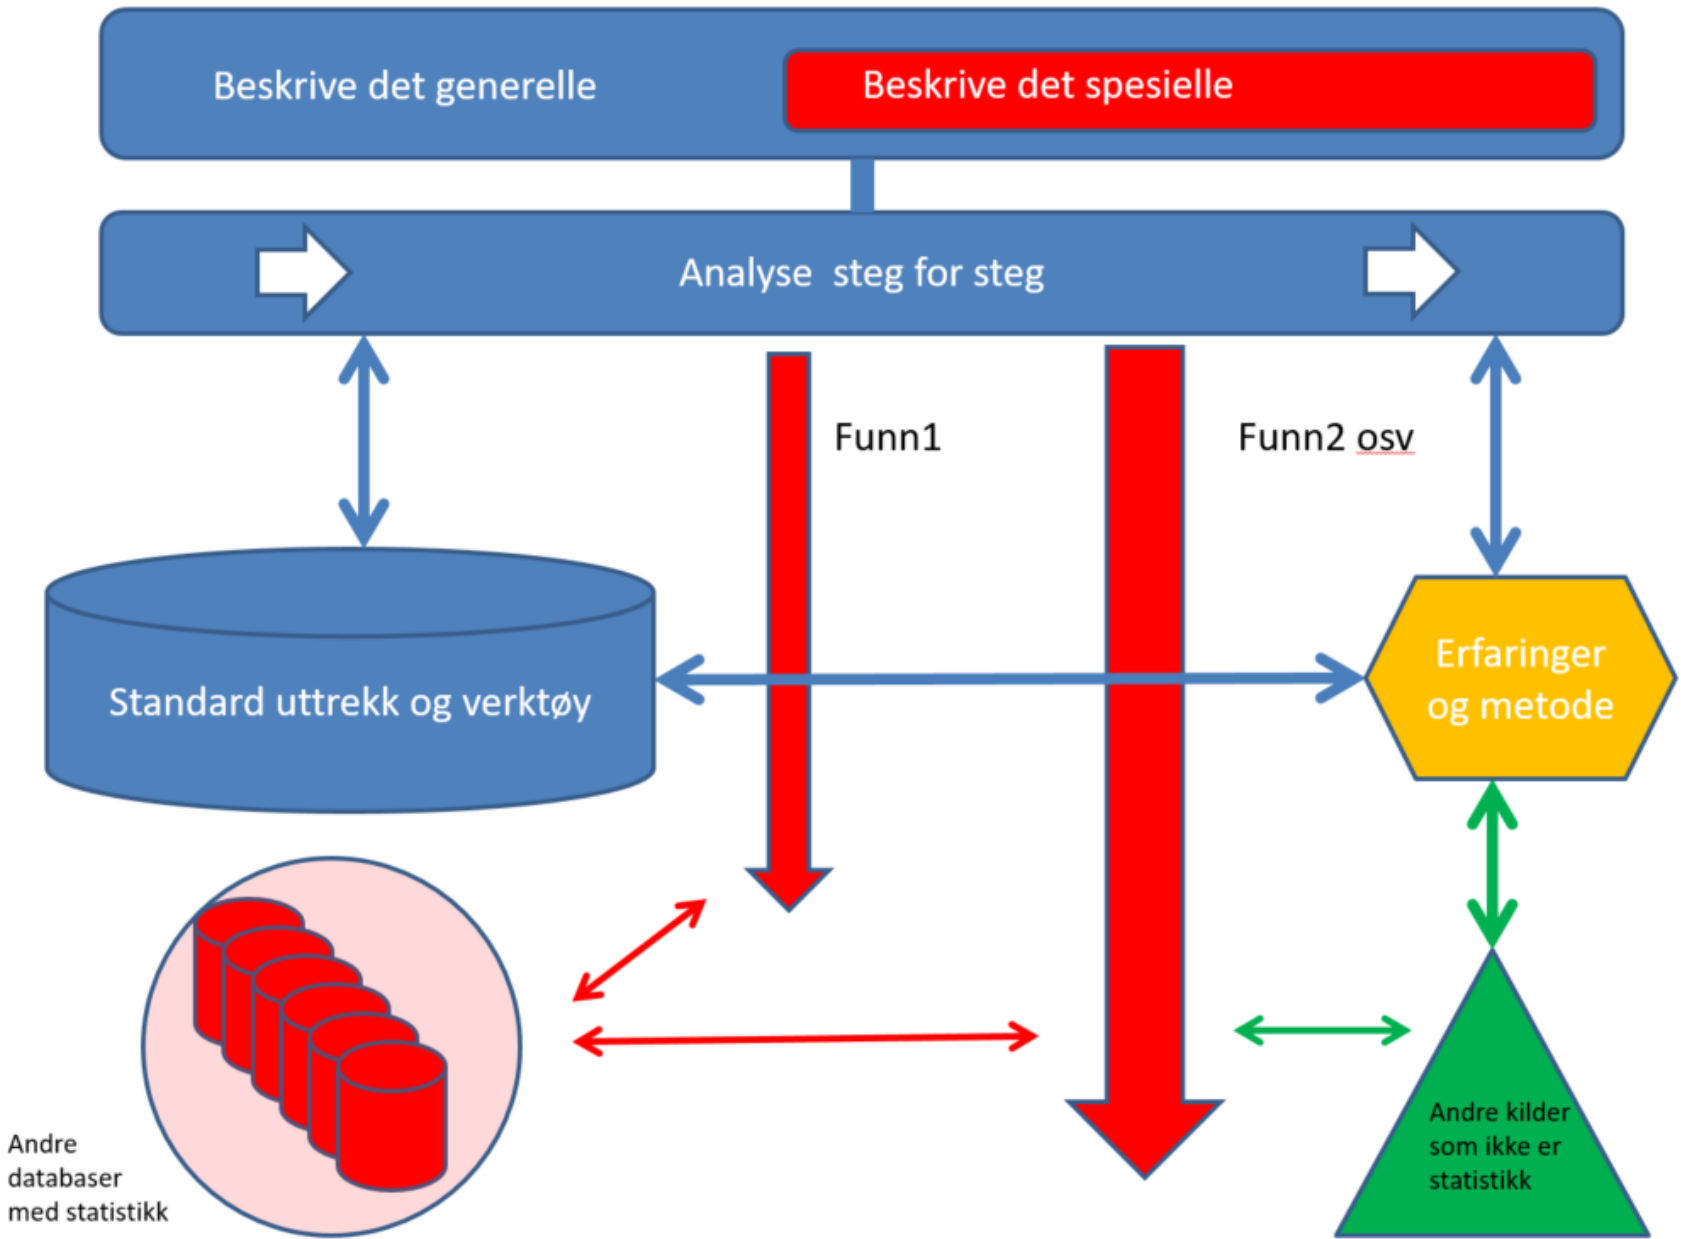 Beskrive det generelle
Beskrive det spesielle
Analyse  steg for steg
Funn1
Funn2 osv
Standard uttrekk og verktøy
Erfaringer
og metode
Andre
databaser
med statistikk
Andre kilder
som ikke er
statistikk